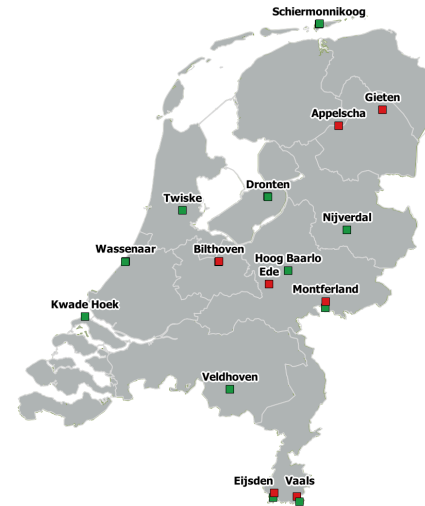 Schiermonnikoog
Gieten
Appelscha
Dronten
Twiske
Nijverdal
Wassenaar
Bilthoven
Hoog Baarlo
Ede
Montferland
Kwade Hoek
Veldhoven
Eijsden
Vaals